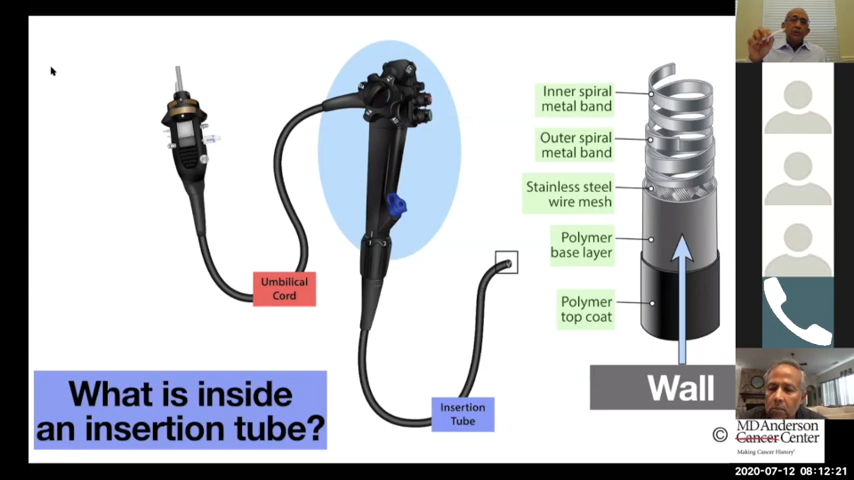 Inner spiral
metal band
Outer spiral
metal band
Stainless steel
wire mesh
Polymer
base layer
Polymer
top coat
Umbilical
Cord
Insertion
Tube
What is inside
an insertion tube?
Wall
© MD Anderson
Cancer Center
Making Cancer History®
2020-07-12 08:12:21